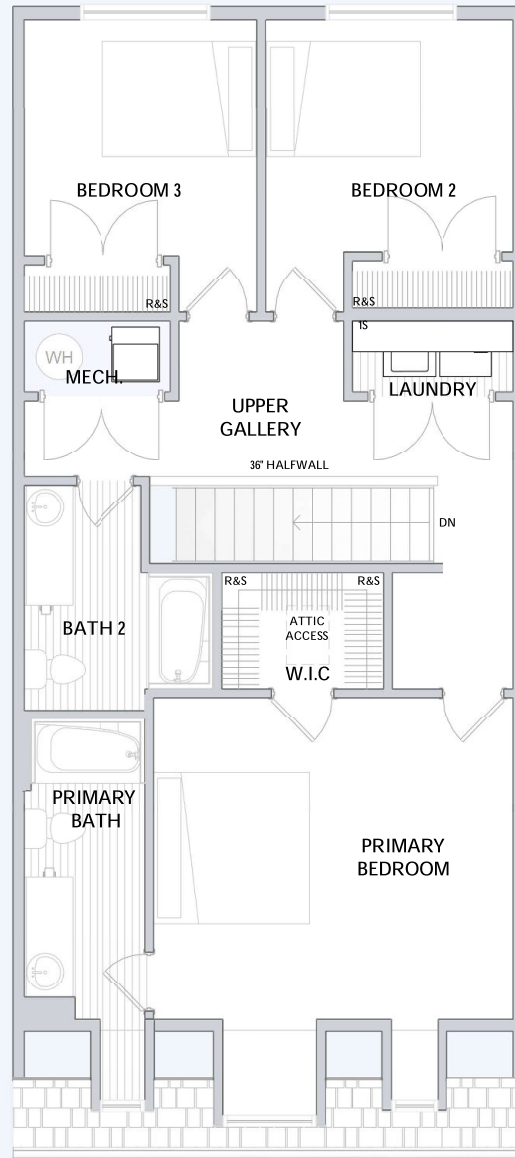 BEDROOM 3
BEDROOM 2
R&S
R&S
1S
WH
MECH.
LAUNDRY
UPPER
GALLERY
36" HALFWALL
DN
R&S
R&S
ATTIC
ACCESS
W.I.C
BATH 2
PRIMARY
BATH
PRIMARY
BEDROOM